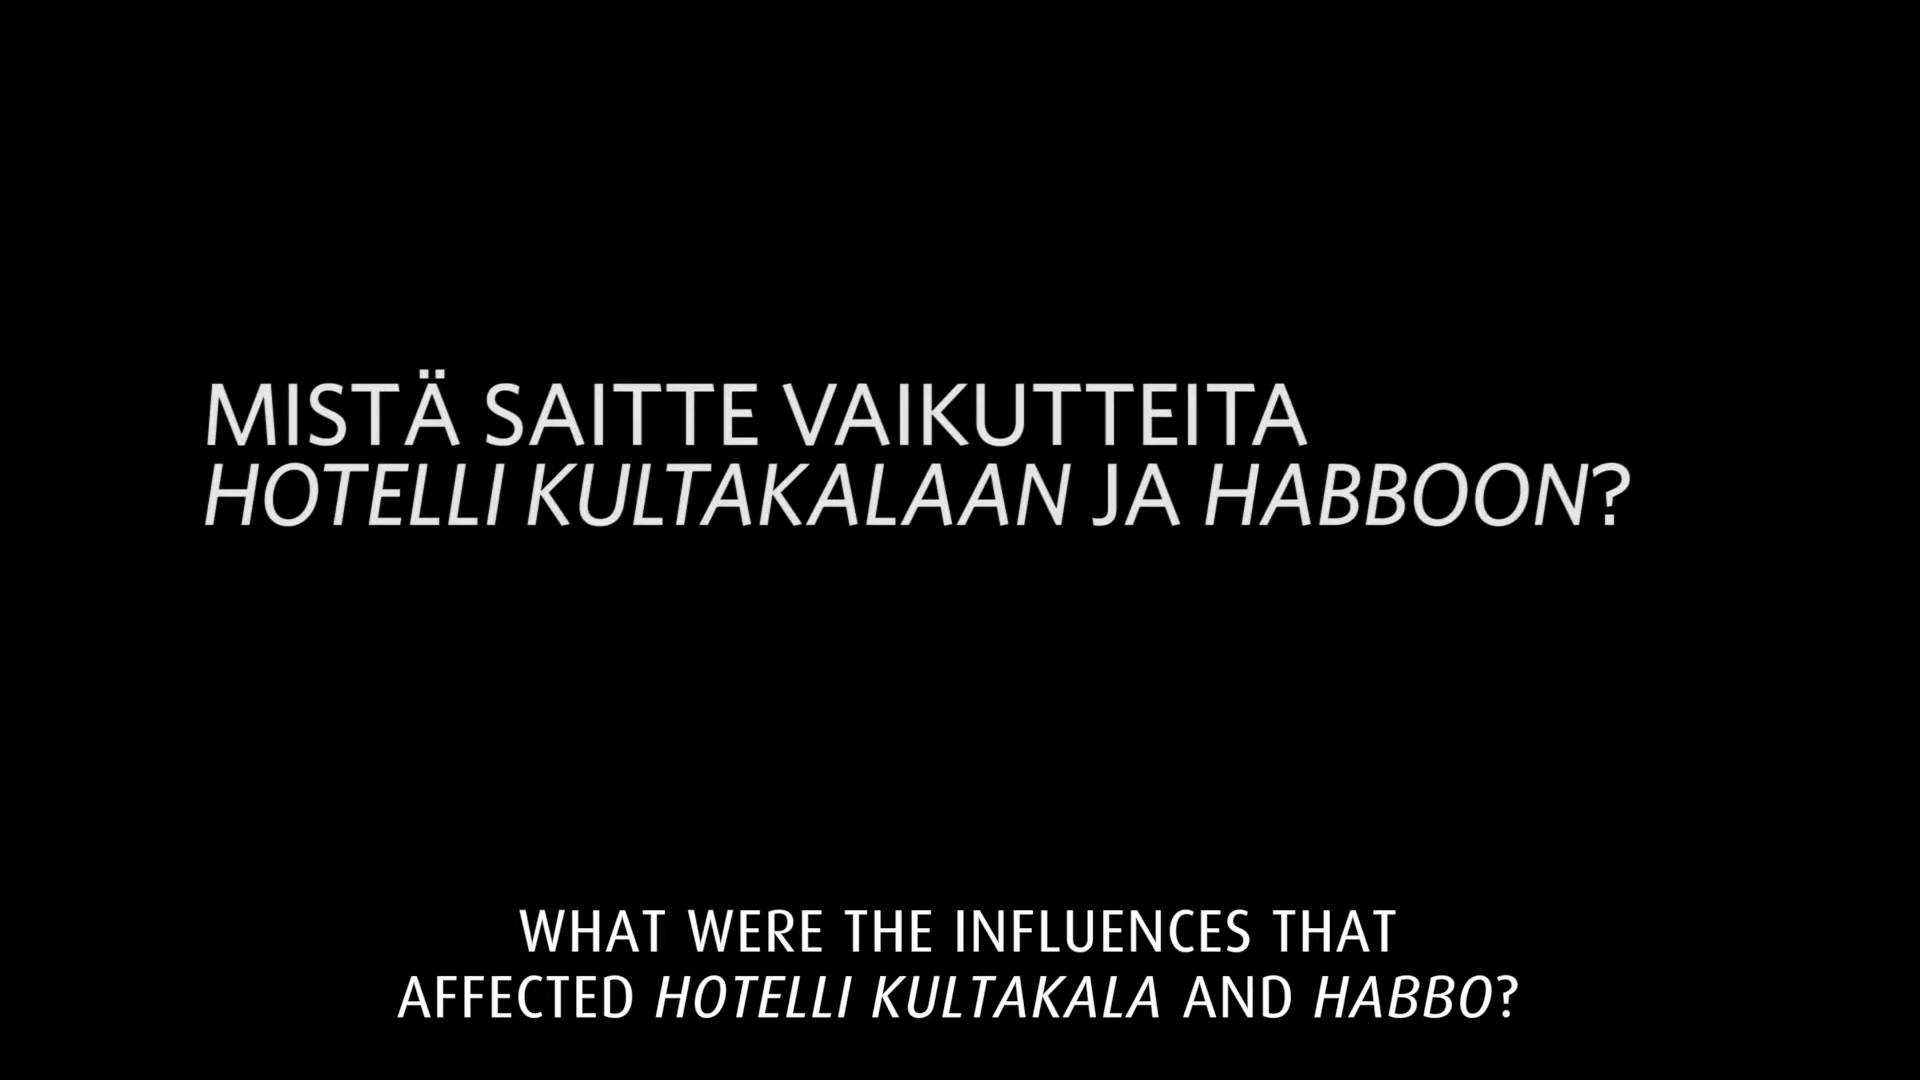 MISTÄ SAITTE VAIKUTTEITA
HOTELLI KULTAKALAAN JA HABBOON?
WHAT WERE THE INFLUENCES THAT
AFFECTED HOTELLI KULTAKALA AND HABBO?